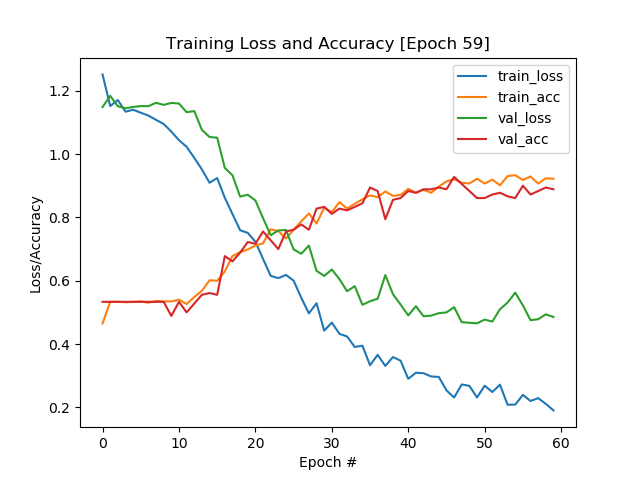 Training Loss and Accuracy [Epoch 59]
train_loss
train_acc
val_loss
val_acc
Loss/Accuracy
1.2
1.0
0.8
0.6
0.4
0.2
0 10 20 30 40 50 60
Epoch #